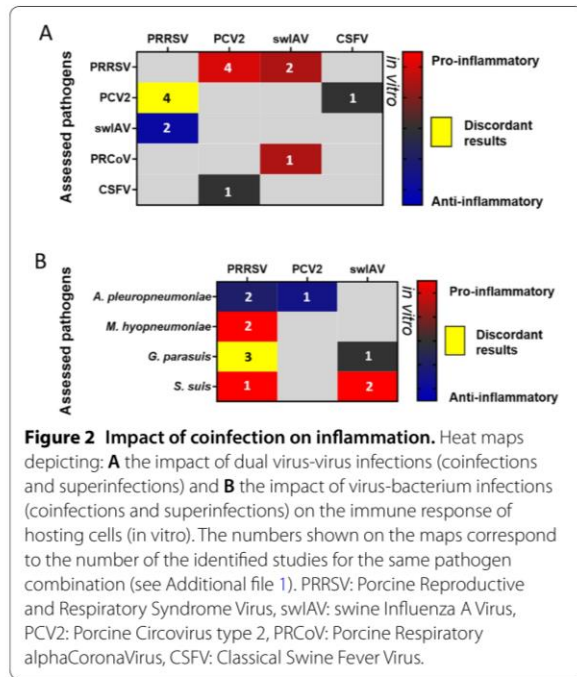 A
PRRSV PCV2 swIAV CSFV
PRRSV 4 2
PCV2 4 1
swIAV 2
PRCoV 1
CSFV 1
Assessed pathogens
in vitro
Pro-inflammatory
Discordant
results
Anti-inflammatory
B
PRRSV PCV2 swIAV
A. pleuropneumoniae 2 1
M. hyopneumoniae 2
G. parasuis 3 1
S. suis 1 2
Assessed pathogens
in vitro
Pro-inflammatory
Discordant
results
Anti-inflammatory
Figure 2 Impact of coinfection on inflammation. Heat maps
depicting: A the impact of dual virus-virus infections (coinfections
and superinfections) and B the impact of virus-bacterium infections
(coinfections and superinfections) on the immune response of
hosting cells (in vitro). The numbers shown on the maps correspond
to the number of the identified studies for the same pathogen
combination (see Additional file 1). PRRSV: Porcine Reproductive
and Respiratory Syndrome Virus, swIAV: swine Influenza A Virus,
PCV2: Porcine Circovirus type 2, PRCoV: Porcine Respiratory
alphaCoronaVirus, CSFV: Classical Swine Fever Virus.